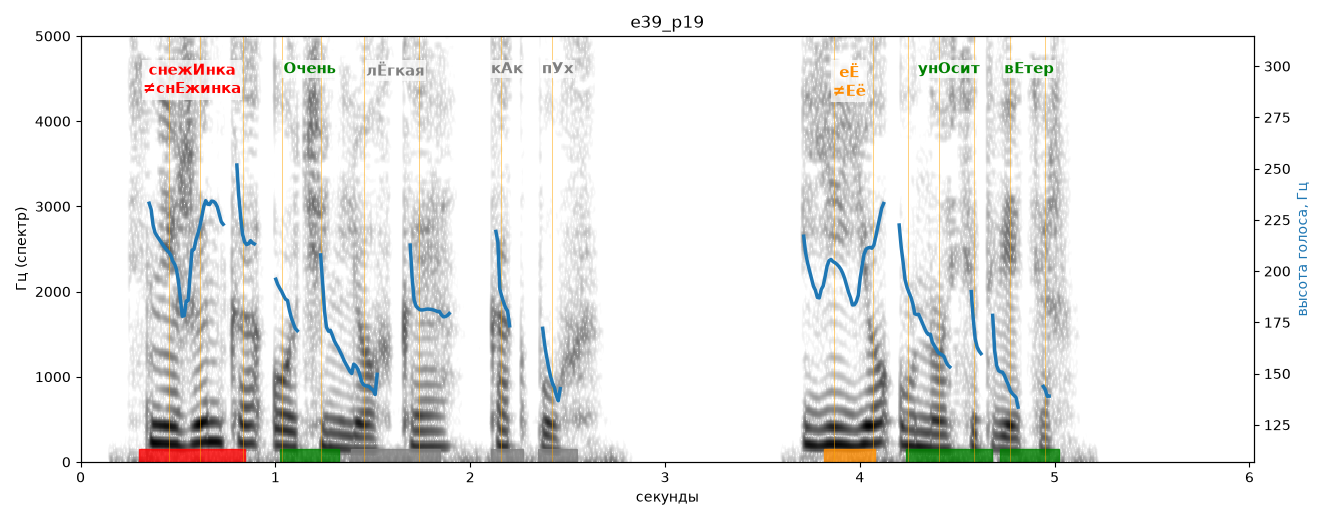 e39_p19
5000
4000
3000
2000
1000
0
Гц (спектр)
снежИнка
≠снЕжинка
Очень
лЁгкая
кАк
пУх
еЁ
≠Её
унОсит
вЕтер
300
275
250
225
200
175
150
125
высота голоса, Гц
0 1 2 3 4 5 6
секунды